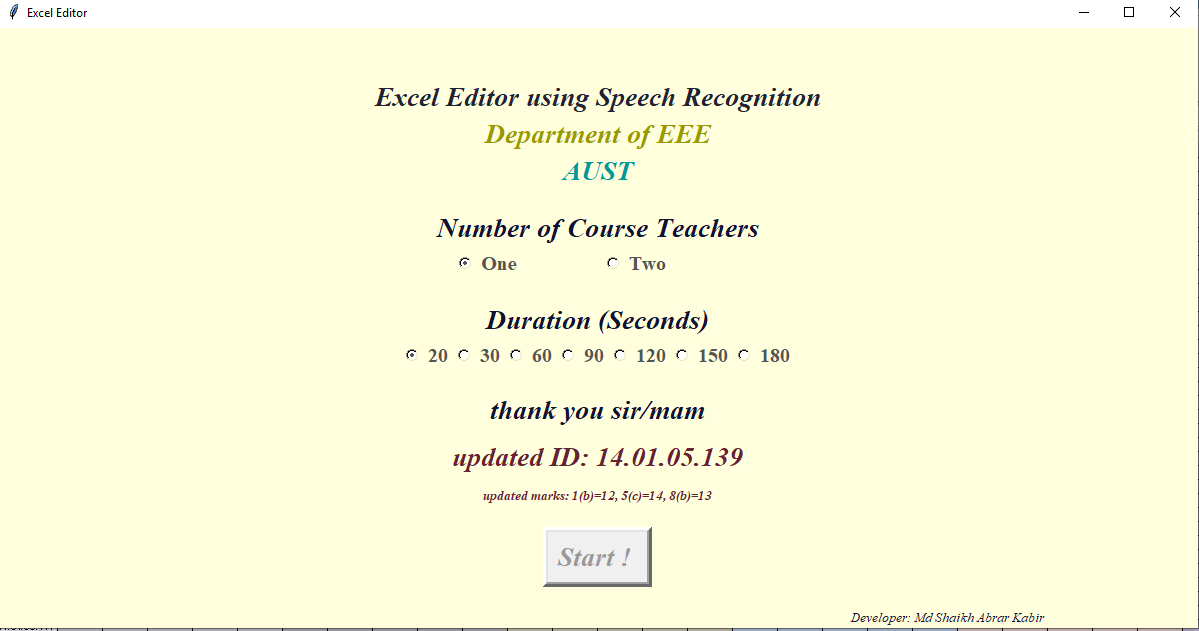 Excel Editor
Excel Editor using Speech Recognition
Department of EEE
AUST
Number of Course Teachers
One Two
Duration (Seconds)
20 30 60 90 120 150 180
thank you sir/mam
updated ID: 14.01.05.139
updated marks: 1(b)=12, 5(c)=14, 8(b)=13
Start !
Developer: Md Shaikh Abrar Kabir